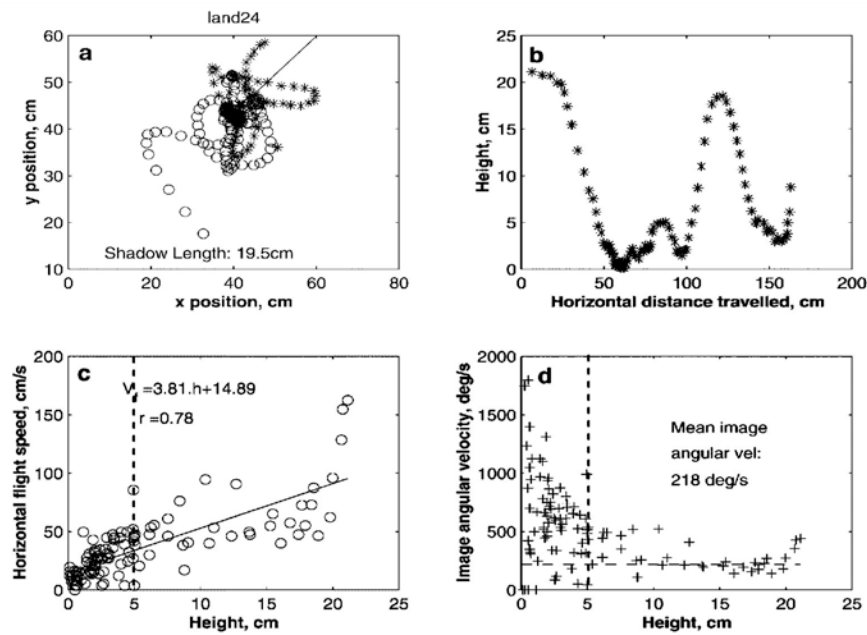 land24
a
60
50
40
30
20
10
y position, cm
Shadow Length: 19.5cm
0 20 40 60 80
x position, cm
b
25
20
15
10
5
0
Height, cm
0 50 100 150 200
Horizontal distance travelled, cm
c
200
150
100
50
0
Horizontal flight speed, cm/s
=3.81.h+14.89
r =0.78
0 5 10 15 20 25
Height, cm
d
2000
1500
1000
500
0
Image angular velocity, deg/s
Mean image
angular vel:
218 deg/s
0 5 10 15 20 25
Height, cm